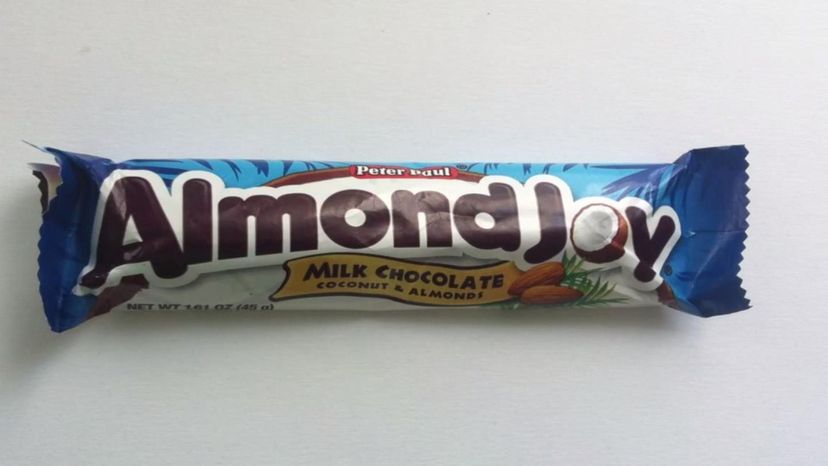 Peter Paul
Almond Joy
MILK CHOCOLATE
COCONUT & ALMONDS
NET WT 1.61 OZ (45 g)